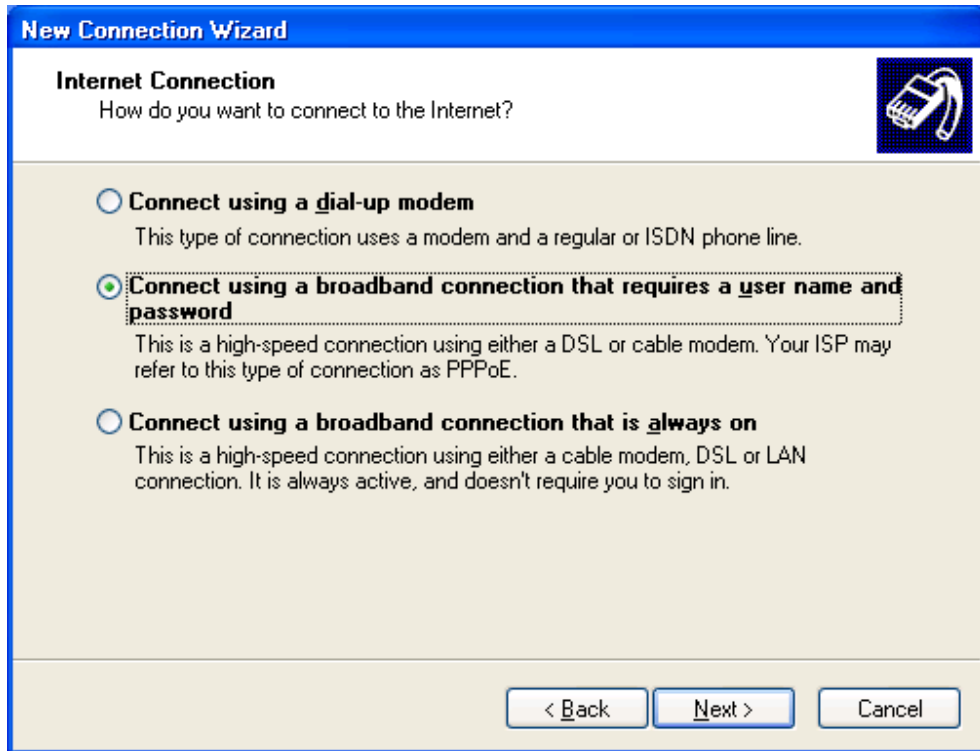 New Connection Wizard
Internet Connection
How do you want to connect to the Internet?
Connect using a dial-up modem
This type of connection uses a modem and a regular or ISDN phone line.
Connect using a broadband connection that requires a user name and
password
This is a high-speed connection using either a DSL or cable modem. Your ISP may
refer to this type of connection as PPPoE.
Connect using a broadband connection that is always on
This is a high-speed connection using either a cable modem, DSL or LAN
connection. It is always active, and doesn't require you to sign in.
< Back Next > Cancel